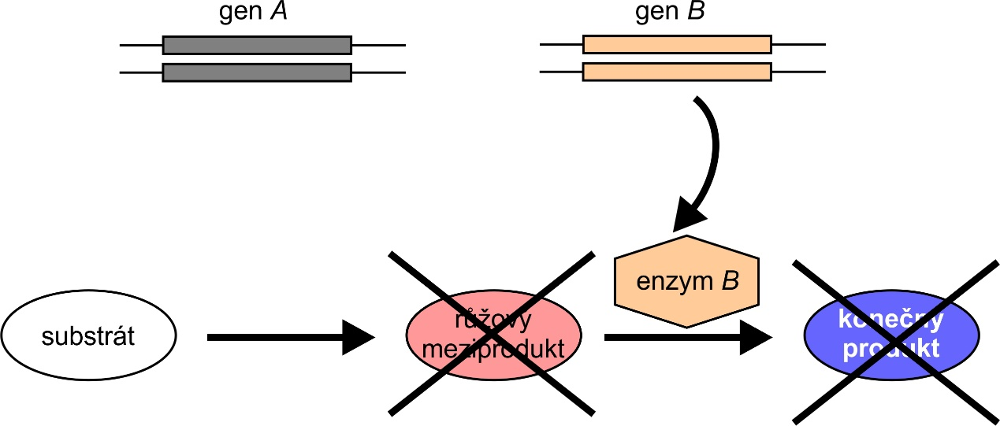 gen A
gen B
enzym B
substrát
růžový
meziprodukt
konečný
produkt